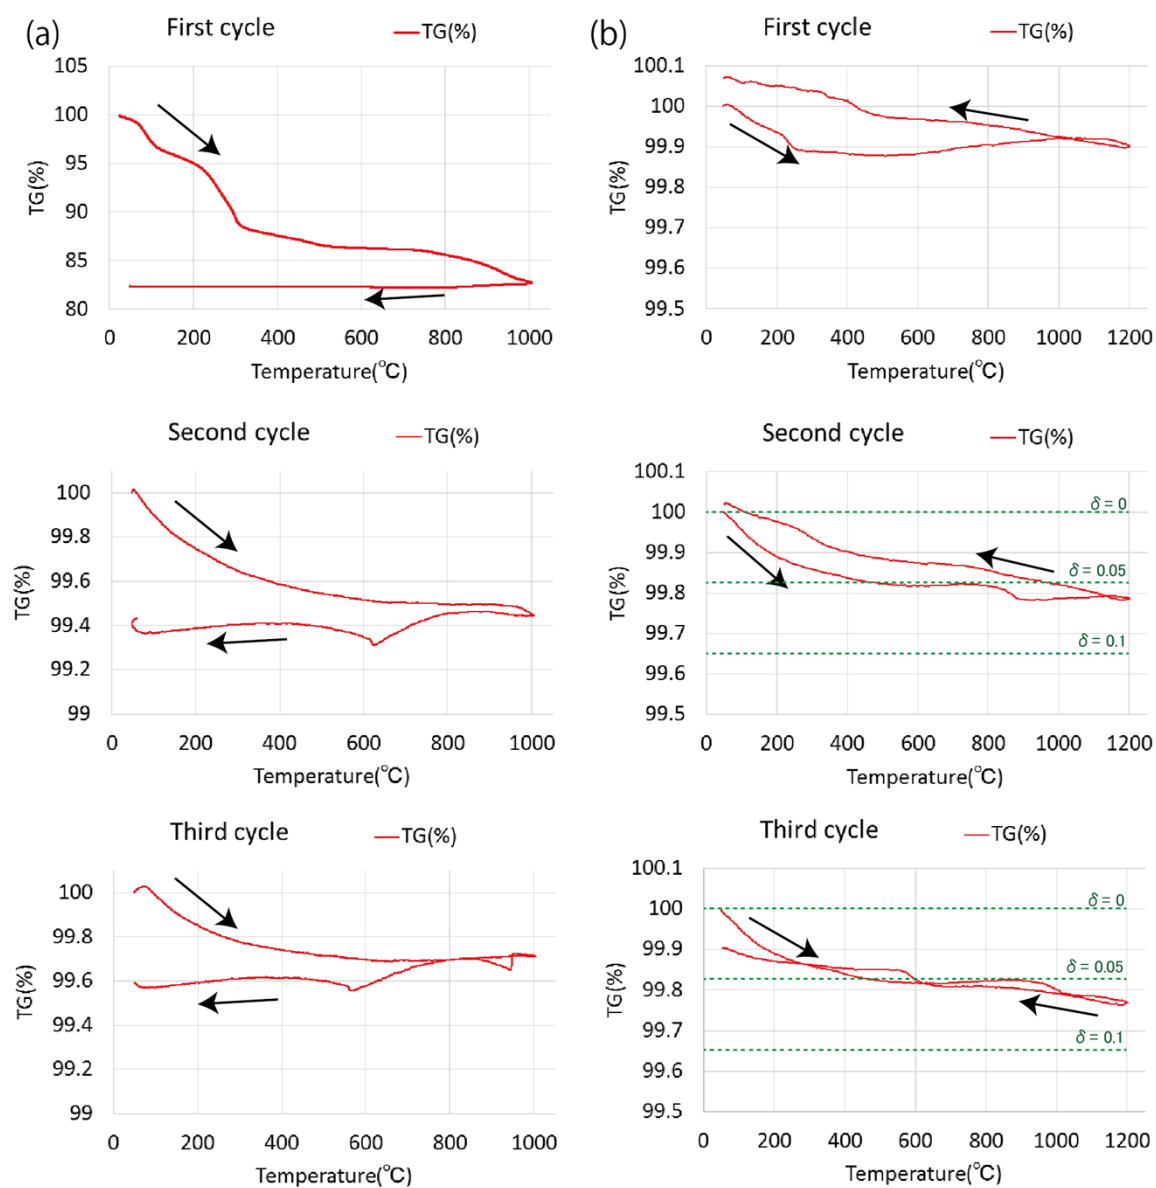 (a)
First cycle
TG(%)
105
100
95
90
85
80
TG(%)
0 200 400 600 800 1000
Temperature(℃)
(b)
First cycle
TG(%)
100.1
100
99.9
99.8
99.7
99.6
99.5
TG(%)
0 200 400 600 800 1000 1200
Temperature(℃)
Second cycle
TG(%)
100
99.8
99.6
99.4
99.2
99
TG(%)
0 200 400 600 800 1000
Temperature(℃)
Second cycle
TG(%)
100.1
100
99.9
99.8
99.7
99.6
99.5
TG(%)
δ = 0
δ = 0.05
δ = 0.1
0 200 400 600 800 1000 1200
Temperature(℃)
Third cycle
TG(%)
100
99.8
99.6
99.4
99.2
99
TG(%)
0 200 400 600 800 1000
Temperature(℃)
Third cycle
TG(%)
100.1
100
99.9
99.8
99.7
99.6
99.5
TG(%)
δ = 0
δ = 0.05
δ = 0.1
0 200 400 600 800 1000 1200
Temperature(℃)